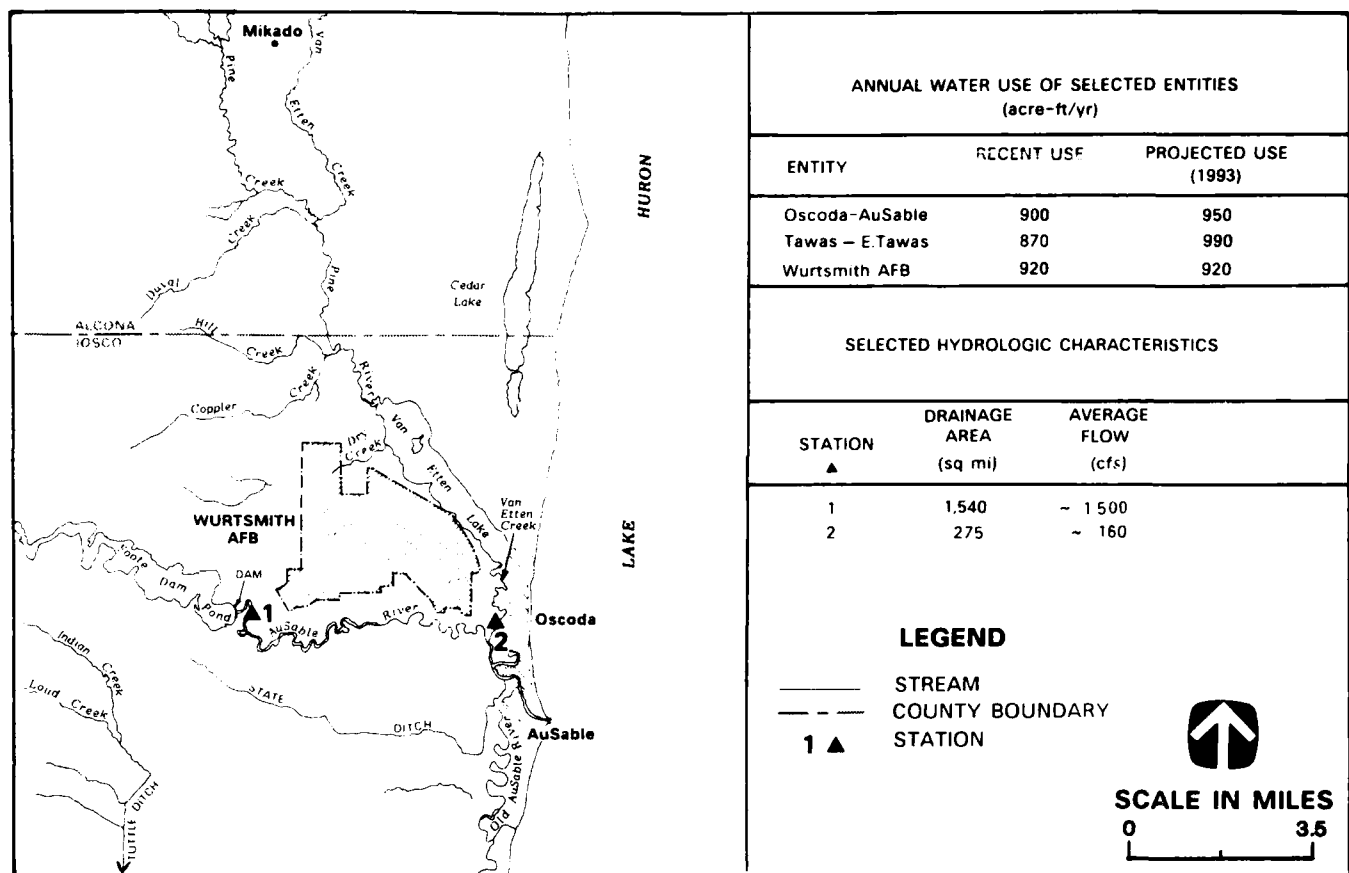 Mikado
Pine
Van
Etten
Creek
Creek
Creek
Duval
Pine
ALCONA
IOSCO
Hill
Creek
Creek
Coppler
River
Van
Etten
Lake
Dry
Creek
Cedar
Lake
HURON
LAKE
Van
Etten
Creek
WURTSMITH
AFB
Foote Dam
Pond
DAM
1
AuSable River
2
Oscoda
Indian Creek
Loud Creek
STATE
DITCH
AuSable
Old AuSable River
TUTTLE DITCH
ANNUAL WATER USE OF SELECTED ENTITIES
(acre-ft/yr)
ENTITY RECENT USE PROJECTED USE
(1993)
Oscoda-AuSable 900 950
Tawas – E.Tawas 870 990
Wurtsmith AFB 920 920
SELECTED HYDROLOGIC CHARACTERISTICS
STATION DRAINAGE AREA AVERAGE FLOW
▲ (sq mi) (cfs)
1 1,540 ~ 1500
2 275 ~ 160
LEGEND
STREAM
COUNTY BOUNDARY
1 ▲ STATION
SCALE IN MILES
0 3.5